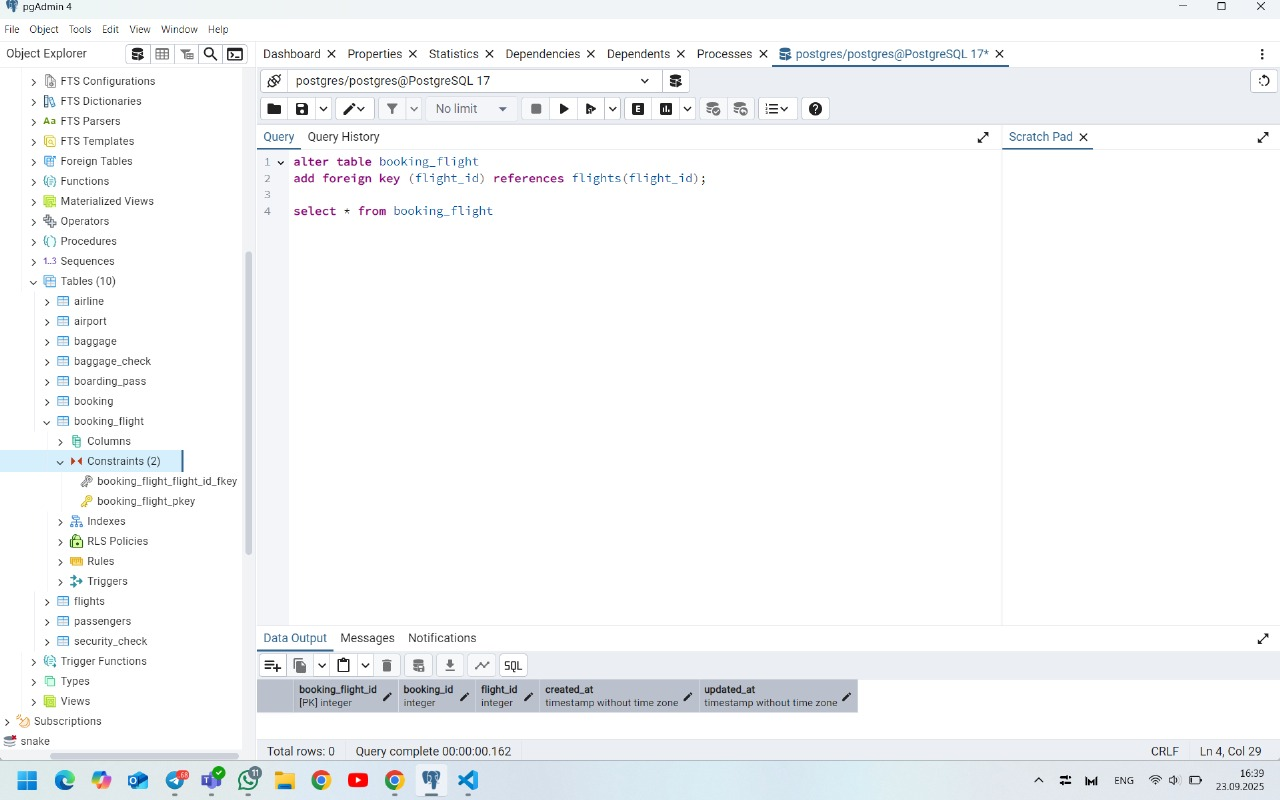 pgAdmin 4
File Object Tools Edit View Window Help
Object Explorer
Dashboard Properties Statistics Dependencies Dependents Processes postgres/postgres@PostgreSQL 17*
postgres/postgres@PostgreSQL 17
No limit
E
Query Query History
Scratch Pad
FTS Configurations
FTS Dictionaries
Aa FTS Parsers
FTS Templates
Foreign Tables
Functions
Materialized Views
Operators
Procedures
1..3 Sequences
Tables (10)
airline
airport
baggage
baggage_check
boarding_pass
booking
booking_flight
Columns
Constraints (2)
booking_flight_flight_id_fkey
booking_flight_pkey
Indexes
RLS Policies
Rules
Triggers
flights
passengers
security_check
Trigger Functions
Types
Views
Subscriptions
snake
1 alter table booking_flight
2 add foreign key (flight_id) references flights(flight_id);
3
4 select * from booking_flight
Data Output Messages Notifications
SQL
booking_flight_id
[PK] integer
booking_id
integer
flight_id
integer
created_at
timestamp without time zone
updated_at
timestamp without time zone
Total rows: 0 Query complete 00:00:00.162 CRLF Ln 4, Col 29
68
11
ENG
16:39
23.09.2025